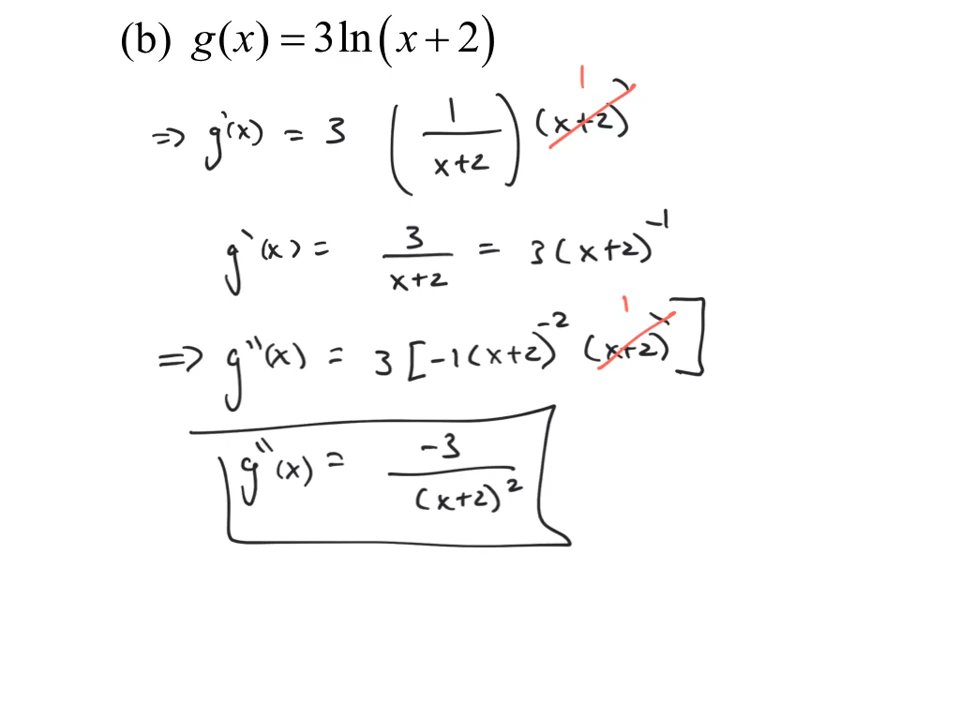 (b) g(x) = 3ln(x+2)
⇒ g'(x) = 3 (1/(x+2)) (x+2)' 1
g'(x) = 3/(x+2) = 3(x+2)^-1
⇒ g''(x) = 3[-1(x+2)^-2 (x+2)' 1]
g''(x) = -3/(x+2)^2